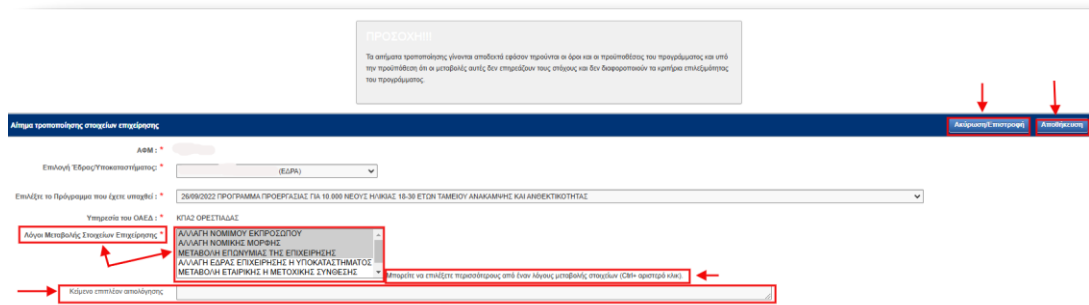 ΠΡΟΣΟΧΗ!!!
Τα αιτήματα τροποποίησης γίνονται αποδεκτά εφόσον τηρούνται οι όροι και οι προϋποθέσεις του προγράμματος και υπό
την προϋπόθεση ότι οι μεταβολές αυτές δεν επηρεάζουν τους στόχους και δεν διαφοροποιούν τα κριτήρια επιλεξιμότητας
του προγράμματος.
Αίτημα τροποποίησης στοιχείων επιχείρησης
Ακύρωση/Επιστροφή Αποθήκευση
ΑΦΜ : *
Επιλογή Έδρος/Υποκαταστήματος: * (ΕΔΡΑ)
Επιλέξτε το Πρόγραμμα που έχετε υπαχθεί : * 26/09/2022 ΠΡΟΓΡΑΜΜΑ ΠΡΟΕΡΓΑΣΙΑΣ ΓΙΑ 10.000 ΝΕΟΥΣ ΗΛΙΚΙΑΣ 18-30 ΕΤΩΝ ΤΑΜΕΙΟΥ ΑΝΑΚΑΜΨΗΣ ΚΑΙ ΑΝΘΕΚΤΙΚΟΤΗΤΑΣ
Υπηρεσία του ΟΑΕΔ : * ΚΠΑ2 ΟΡΕΣΤΙΑΔΑΣ
Λόγοι Μεταβολής Στοιχείων Επιχείρησης *
ΑΛΛΑΓΗ ΝΟΜΙΜΟΥ ΕΚΠΡΟΣΩΠΟΥ
ΑΛΛΑΓΗ ΝΟΜΙΚΗΣ ΜΟΡΦΗΣ
ΜΕΤΑΒΟΛΗ ΕΠΩΝΥΜΙΑΣ ΤΗΣ ΕΠΙΧΕΙΡΗΣΗΣ
ΑΛΛΑΓΗ ΕΔΡΑΣ ΕΠΙΧΕΙΡΗΣΗΣ Η ΥΠΟΚΑΤΑΣΤΗΜΑΤΟΣ
ΜΕΤΑΒΟΛΗ ΕΤΑΙΡΙΚΗΣ Η ΜΕΤΟΧΙΚΗΣ ΣΥΝΘΕΣΗΣ
Μπορείτε να επιλέξετε περισσότερους από έναν λόγους μεταβολής στοιχείων (Ctrl+ αριστερό κλικ).
Κείμενο επιπλέον αιτιολόγησης